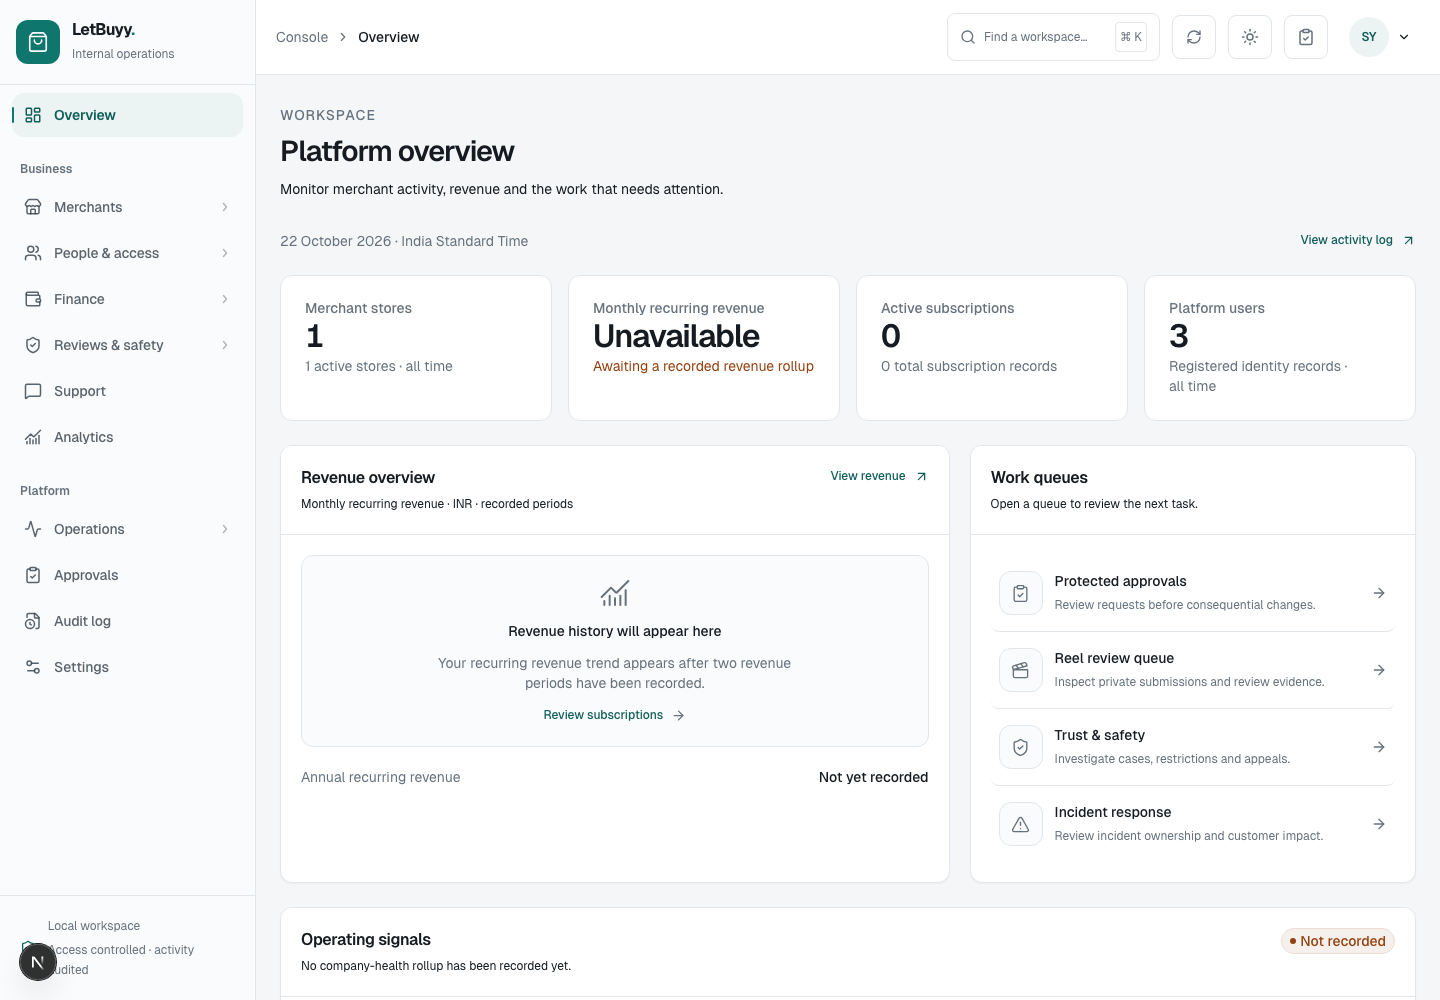 LetBuyy.
Internal operations
Overview
Business
Merchants
People & access
Finance
Reviews & safety
Support
Analytics
Platform
Operations
Approvals
Audit log
Settings
Local workspace
Access controlled · activity
audited
N
Console > Overview
Find a workspace...
⌘ K
SY
WORKSPACE
Platform overview
Monitor merchant activity, revenue and the work that needs attention.
22 October 2026 · India Standard Time
View activity log
Merchant stores
1
1 active stores · all time
Monthly recurring revenue
Unavailable
Awaiting a recorded revenue rollup
Active subscriptions
0
0 total subscription records
Platform users
3
Registered identity records ·
all time
Revenue overview
Monthly recurring revenue · INR · recorded periods
View revenue
Revenue history will appear here
Your recurring revenue trend appears after two revenue
periods have been recorded.
Review subscriptions
Annual recurring revenue
Not yet recorded
Work queues
Open a queue to review the next task.
Protected approvals
Review requests before consequential changes.
Reel review queue
Inspect private submissions and review evidence.
Trust & safety
Investigate cases, restrictions and appeals.
Incident response
Review incident ownership and customer impact.
Operating signals
No company-health rollup has been recorded yet.
Not recorded